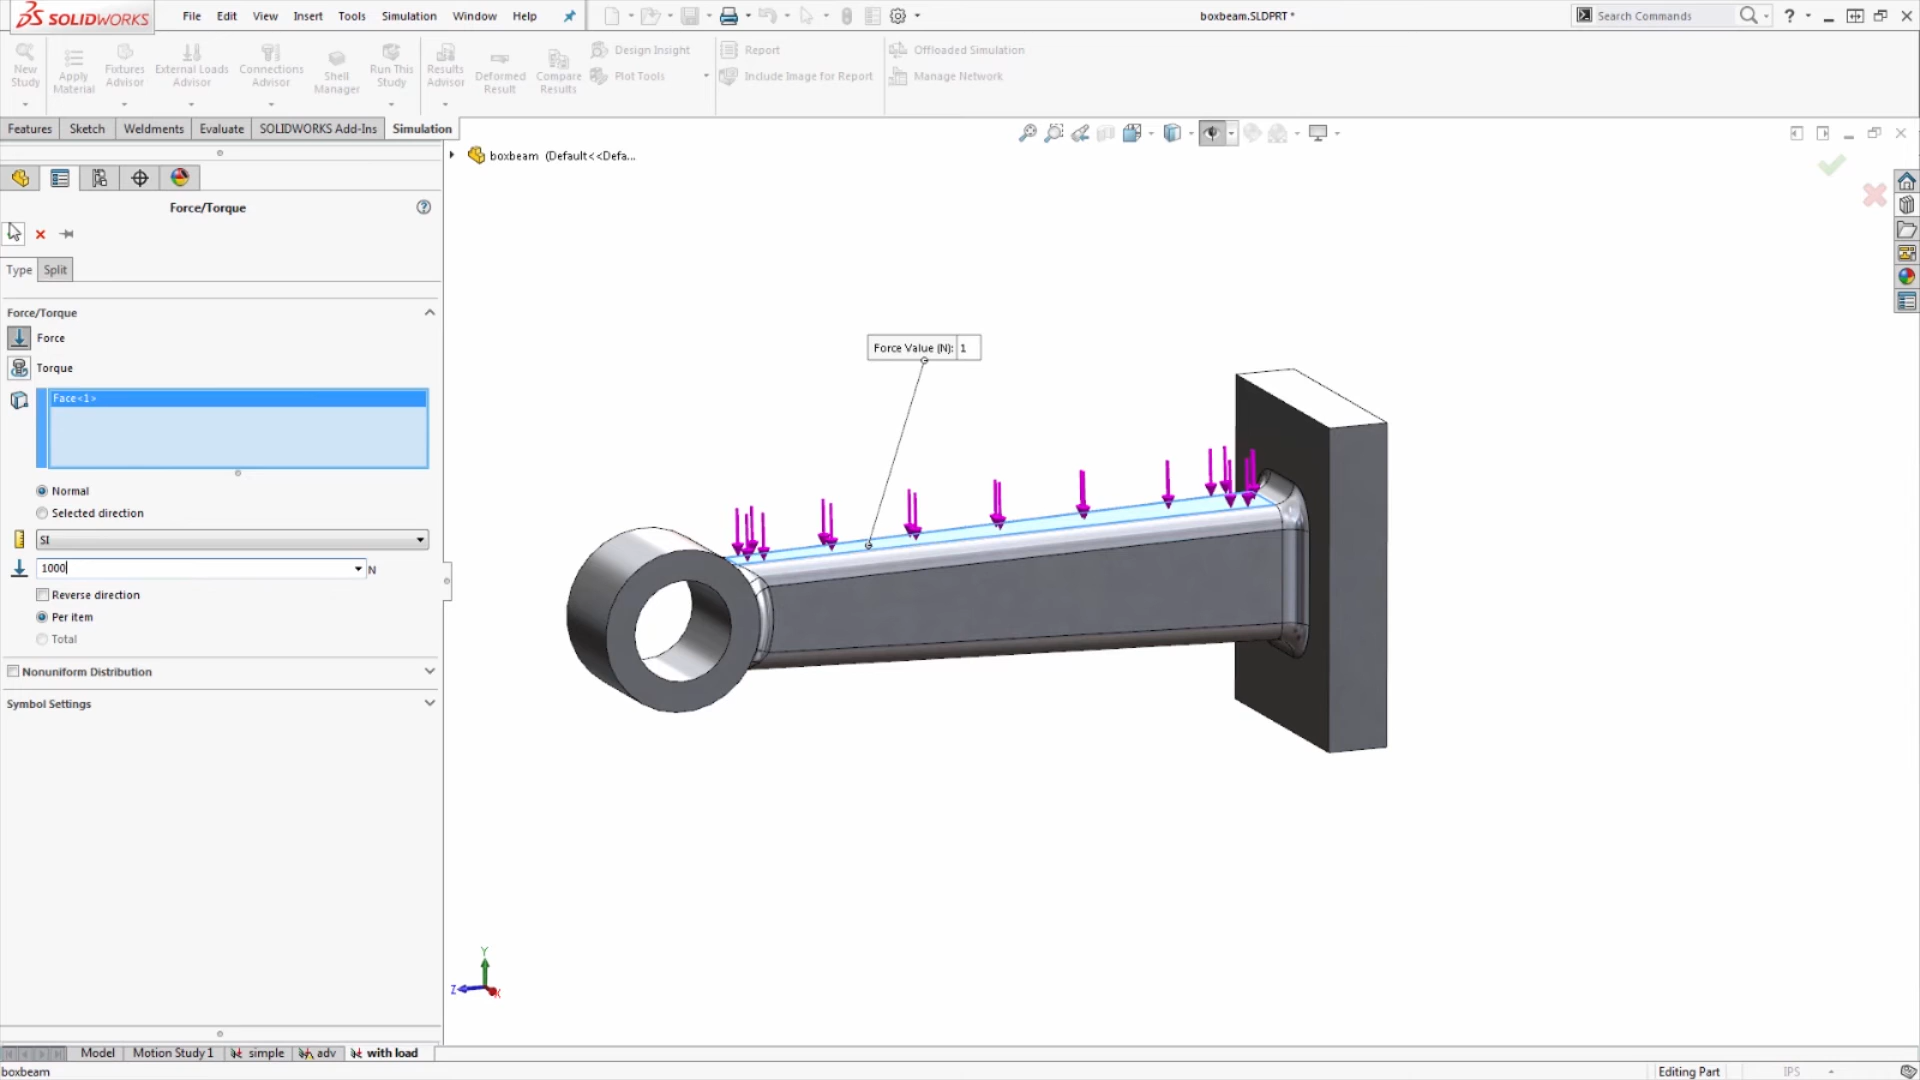 SOLIDWORKS
File Edit View Insert Tools Simulation Window Help
boxbeam.SLDPRT *
Search Commands
New Study
Apply Material
Fixtures Advisor
External Loads Advisor
Connections Advisor
Shell Manager
Run This Study
Results Advisor
Deformed Result
Compare Results
Design Insight
Plot Tools
Report
Include Image for Report
Offloaded Simulation
Manage Network
Features Sketch Weldments Evaluate SOLIDWORKS Add-Ins Simulation
boxbeam (Default<<Defa...
Force/Torque
Type Split
Force/Torque
Force
Torque
Face<1>
Normal
Selected direction
SI
1000 N
Reverse direction
Per item
Total
Nonuniform Distribution
Symbol Settings
Force Value (N): 1
Y
Z
X
Model Motion Study 1 simple adv with load
boxbeam
Editing Part IPS